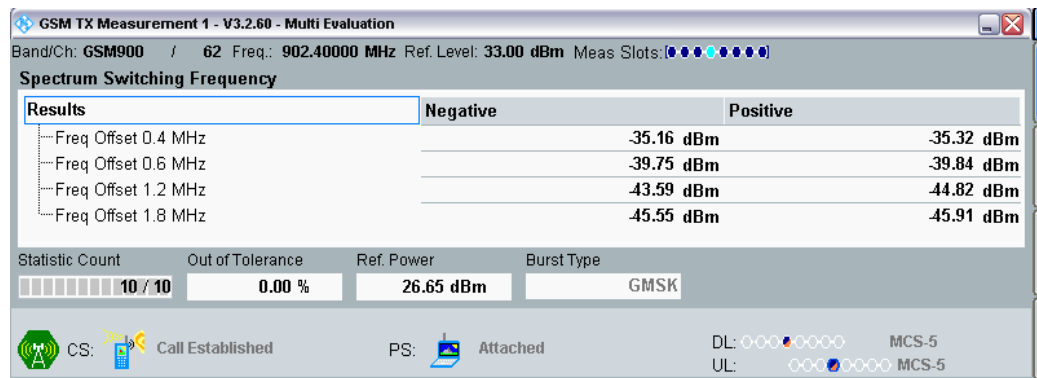 GSM TX Measurement 1 - V3.2.60 - Multi Evaluation
Band/Ch: GSM900 / 62 Freq.: 902.40000 MHz Ref. Level: 33.00 dBm Meas Slots:[ ]
Spectrum Switching Frequency
Results Negative Positive
Freq Offset 0.4 MHz -35.16 dBm -35.32 dBm
Freq Offset 0.6 MHz -39.75 dBm -39.84 dBm
Freq Offset 1.2 MHz -43.59 dBm -44.82 dBm
Freq Offset 1.8 MHz -45.55 dBm -45.91 dBm
Statistic Count Out of Tolerance Ref. Power Burst Type
10 / 10 0.00 % 26.65 dBm GMSK
CS: Call Established PS: Attached DL: MCS-5
UL: MCS-5